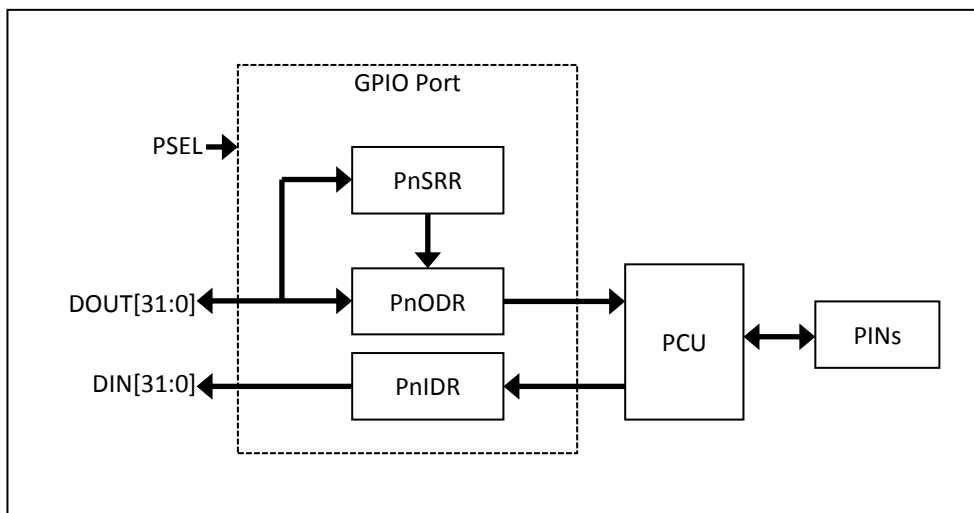 GPIO Port
PSEL
PnSRR
DOUT[31:0]
PnODR
PCU
PINs
DIN[31:0]
PnIDR